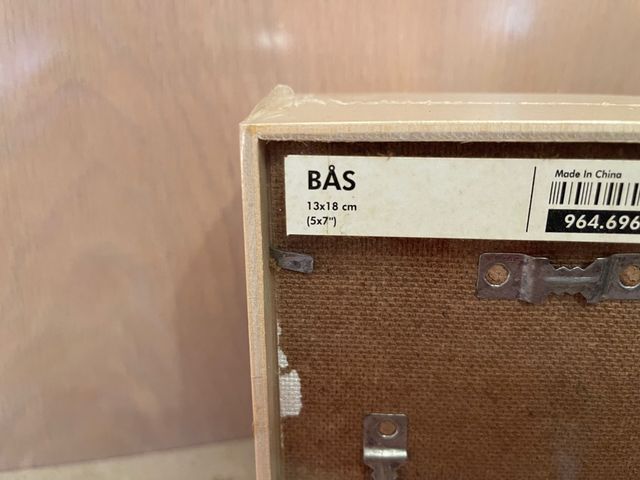 BÅS
13x18 cm
(5x7")
Made In China
964.696